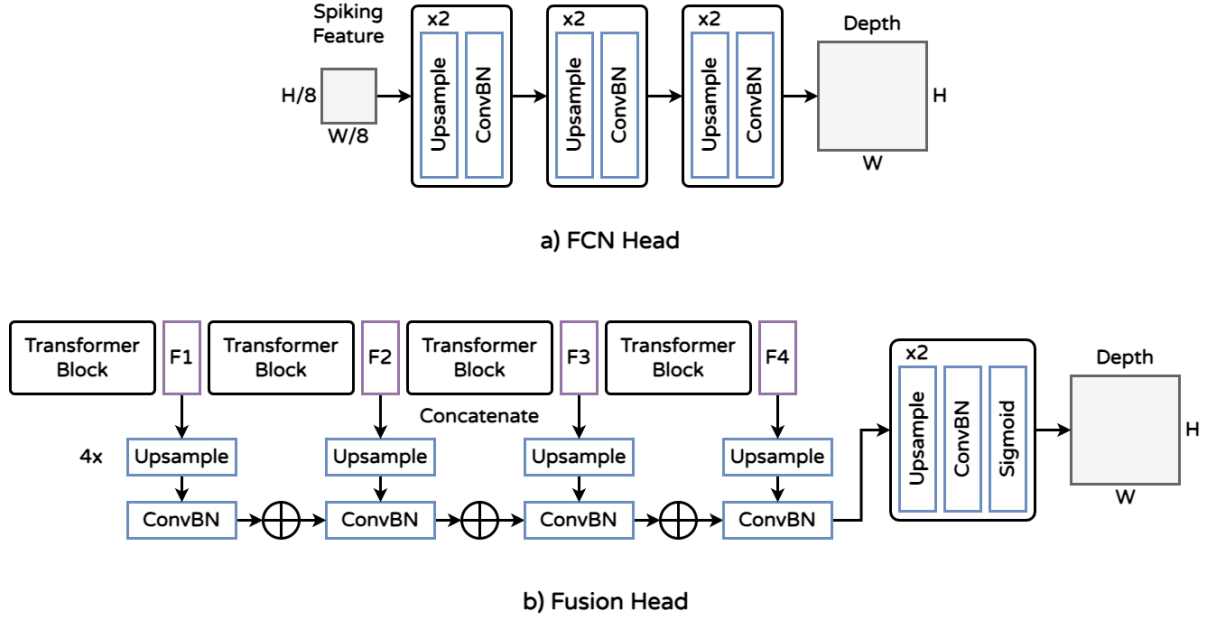 Spiking
Feature
H/8
W/8
x2
Upsample
ConvBN
x2
Upsample
ConvBN
x2
Upsample
ConvBN
Depth
H
W
a) FCN Head
Transformer
Block
F1
Transformer
Block
F2
Transformer
Block
F3
Transformer
Block
F4
Concatenate
4x
Upsample
Upsample
Upsample
Upsample
ConvBN
ConvBN
ConvBN
ConvBN
x2
Upsample
ConvBN
Sigmoid
Depth
H
W
b) Fusion Head